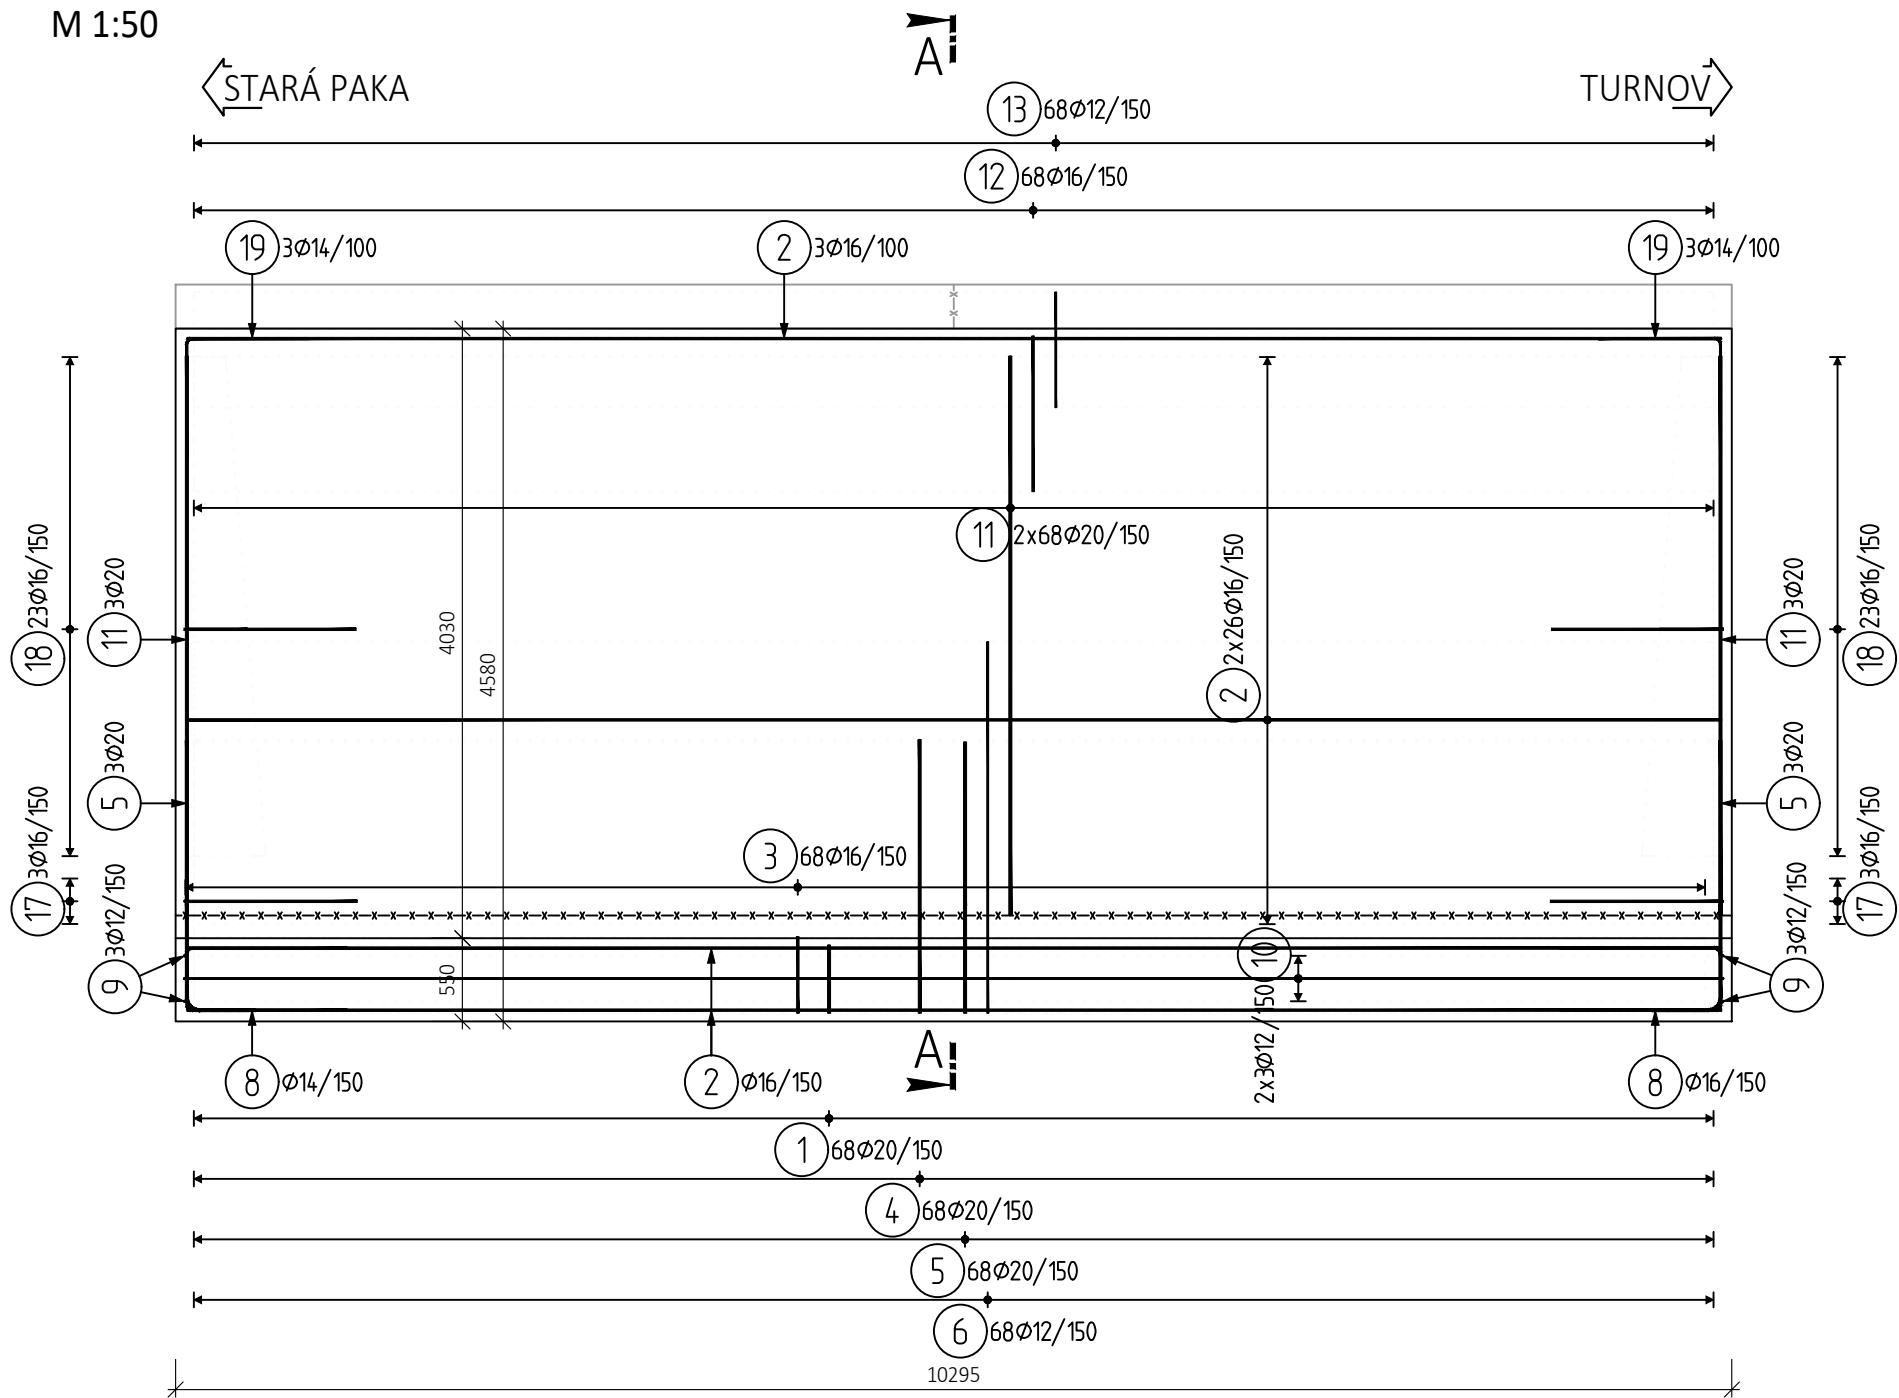 M 1:50
A
STARÁ PAKA
TURNOV
13 68Ø12/150
12 68Ø16/150
19 3Ø14/100
2 3Ø16/100
19 3Ø14/100
11 2x68Ø20/150
18 23Ø16/150
11 3Ø20
5 3Ø20
17 3Ø16/150
9 3Ø12/150
4030
4580
550
2 2x26Ø16/150
11 3Ø20
18 23Ø16/150
5 3Ø20
17 3Ø16/150
9 3Ø12/150
3 68Ø16/150
10 2x3Ø12/150
A
8 Ø14/150
2 Ø16/150
8 Ø16/150
1 68Ø20/150
4 68Ø20/150
5 68Ø20/150
6 68Ø12/150
10295